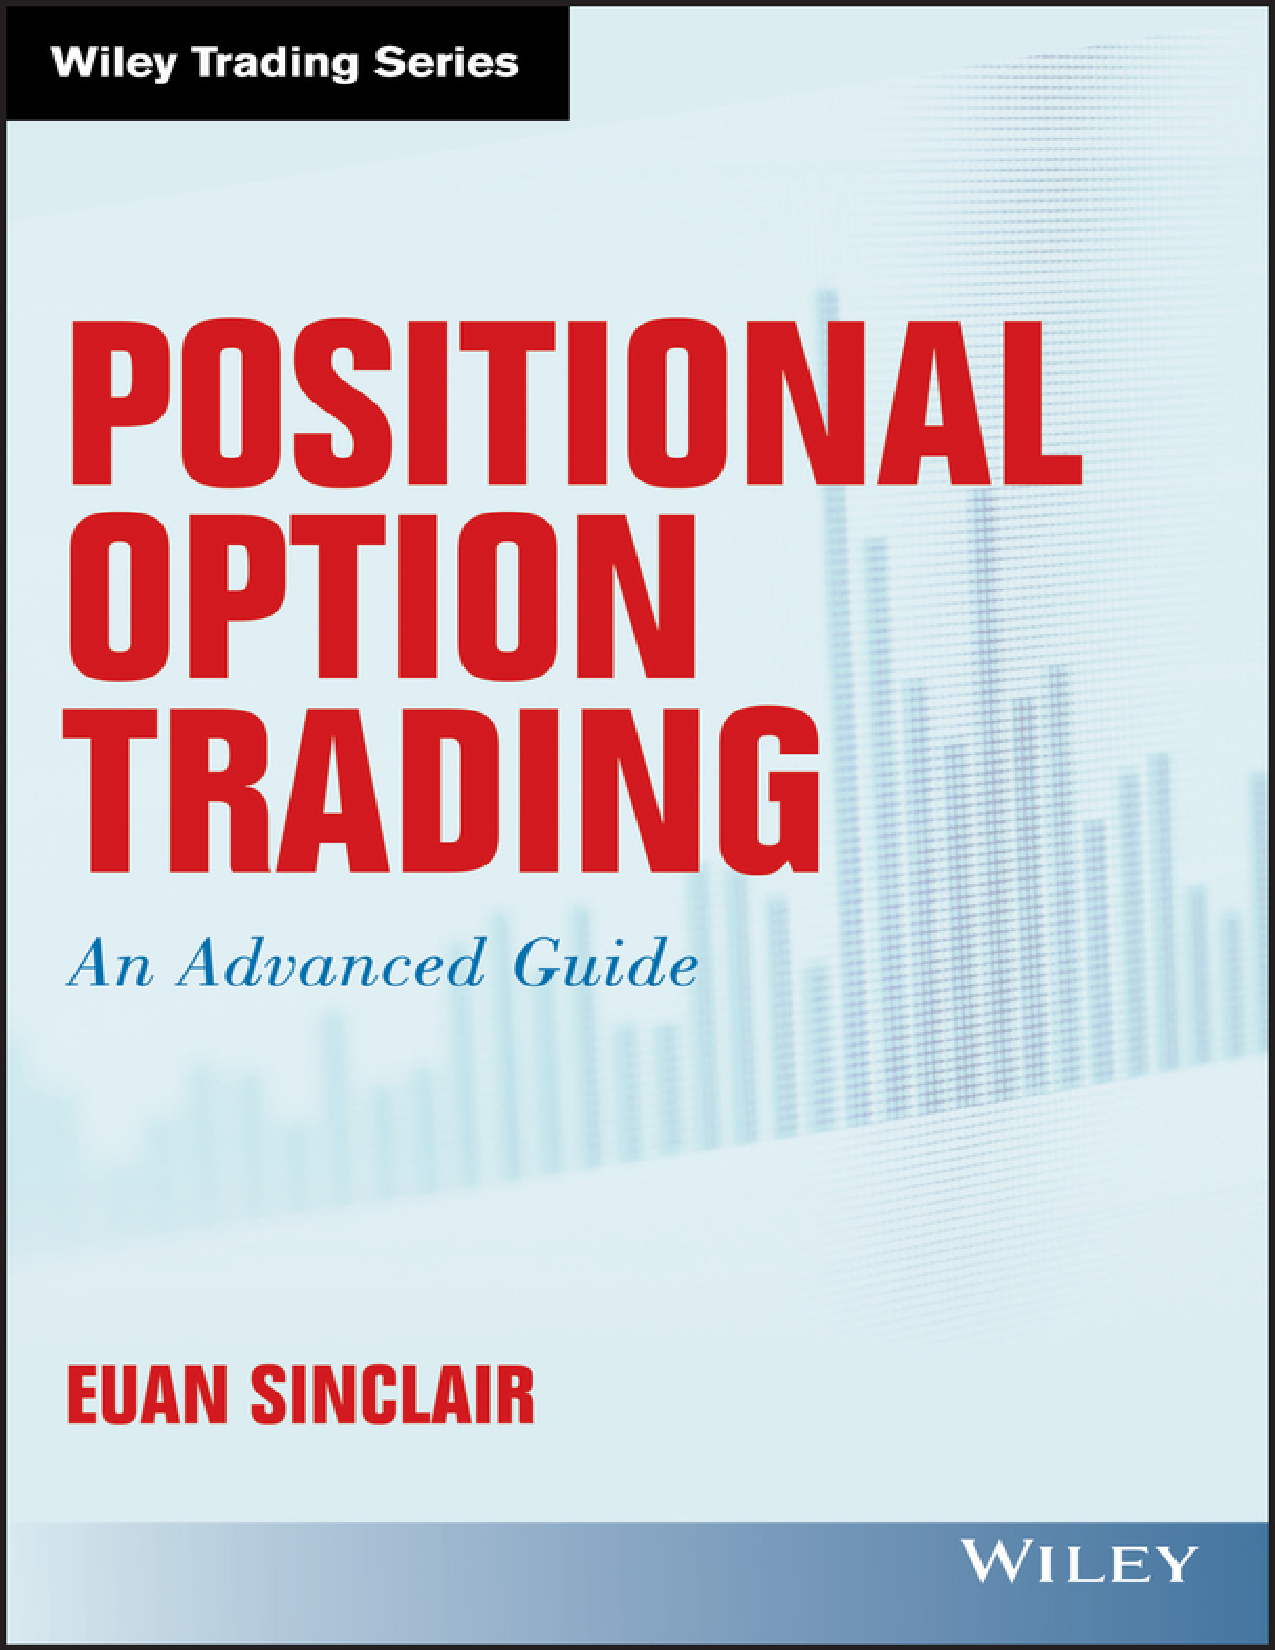 Wiley Trading Series
POSITIONAL
OPTION
TRADING
An Advanced Guide
EUAN SINCLAIR
WILEY